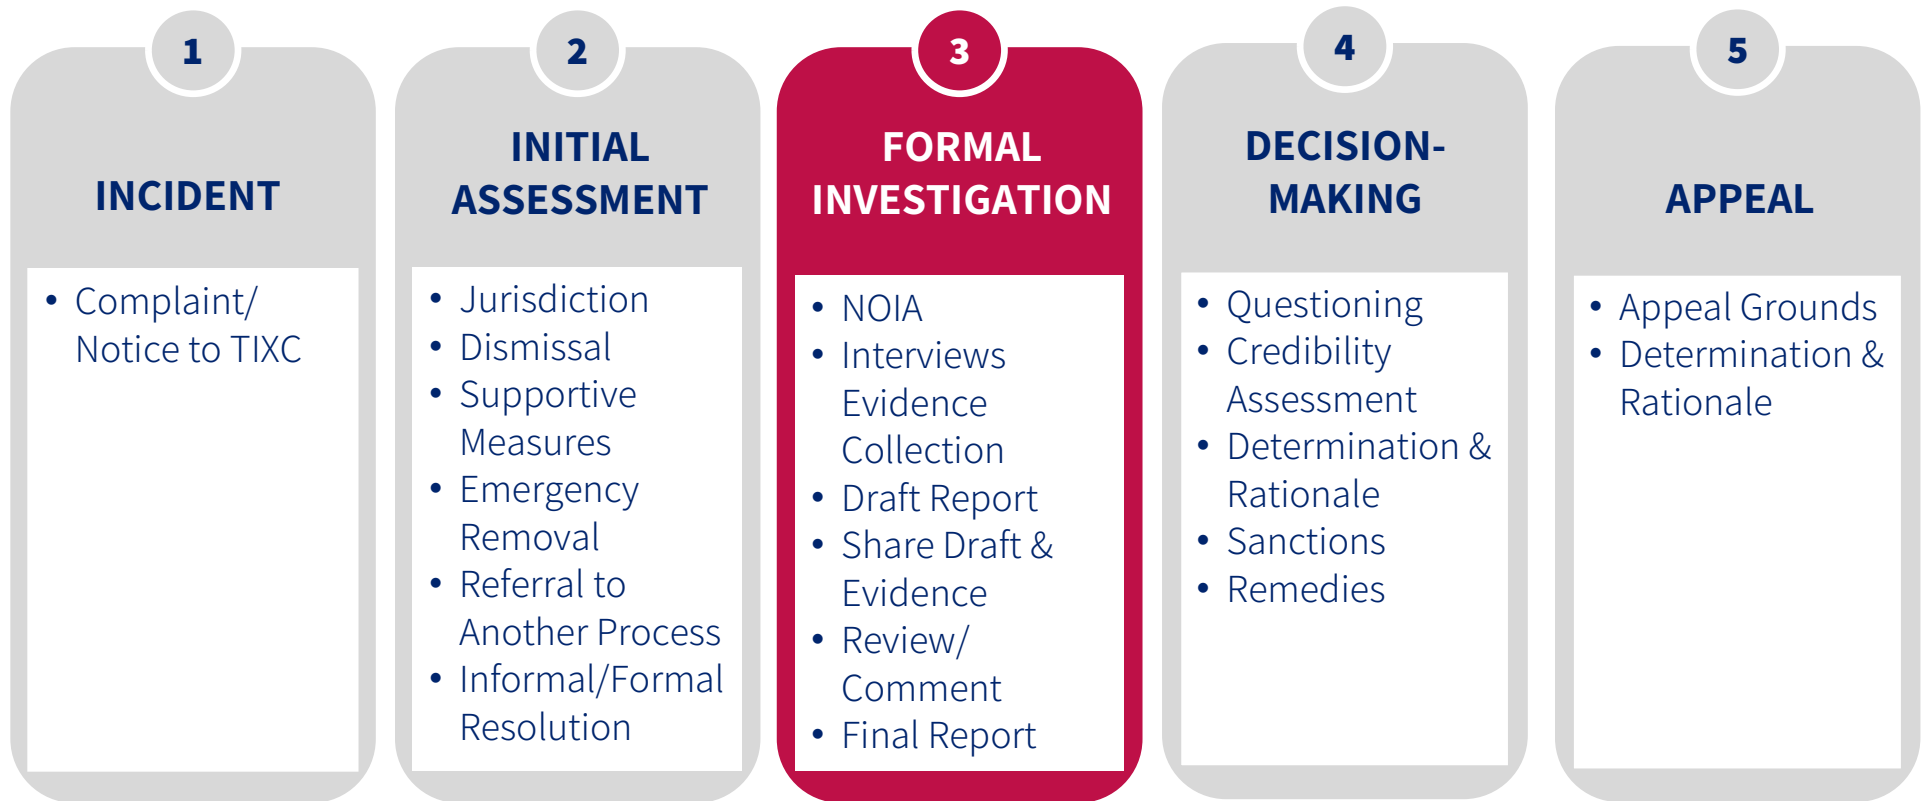 1
INCIDENT
• Complaint/
Notice to TIXC
2
INITIAL
ASSESSMENT
• Jurisdiction
• Dismissal
• Supportive
Measures
• Emergency
Removal
• Referral to
Another Process
• Informal/Formal
Resolution
3
FORMAL
INVESTIGATION
• NOIA
• Interviews
Evidence
Collection
• Draft Report
• Share Draft &
Evidence
• Review/
Comment
• Final Report
4
DECISION-
MAKING
• Questioning
• Credibility
Assessment
• Determination &
Rationale
• Sanctions
• Remedies
5
APPEAL
• Appeal Grounds
• Determination &
Rationale